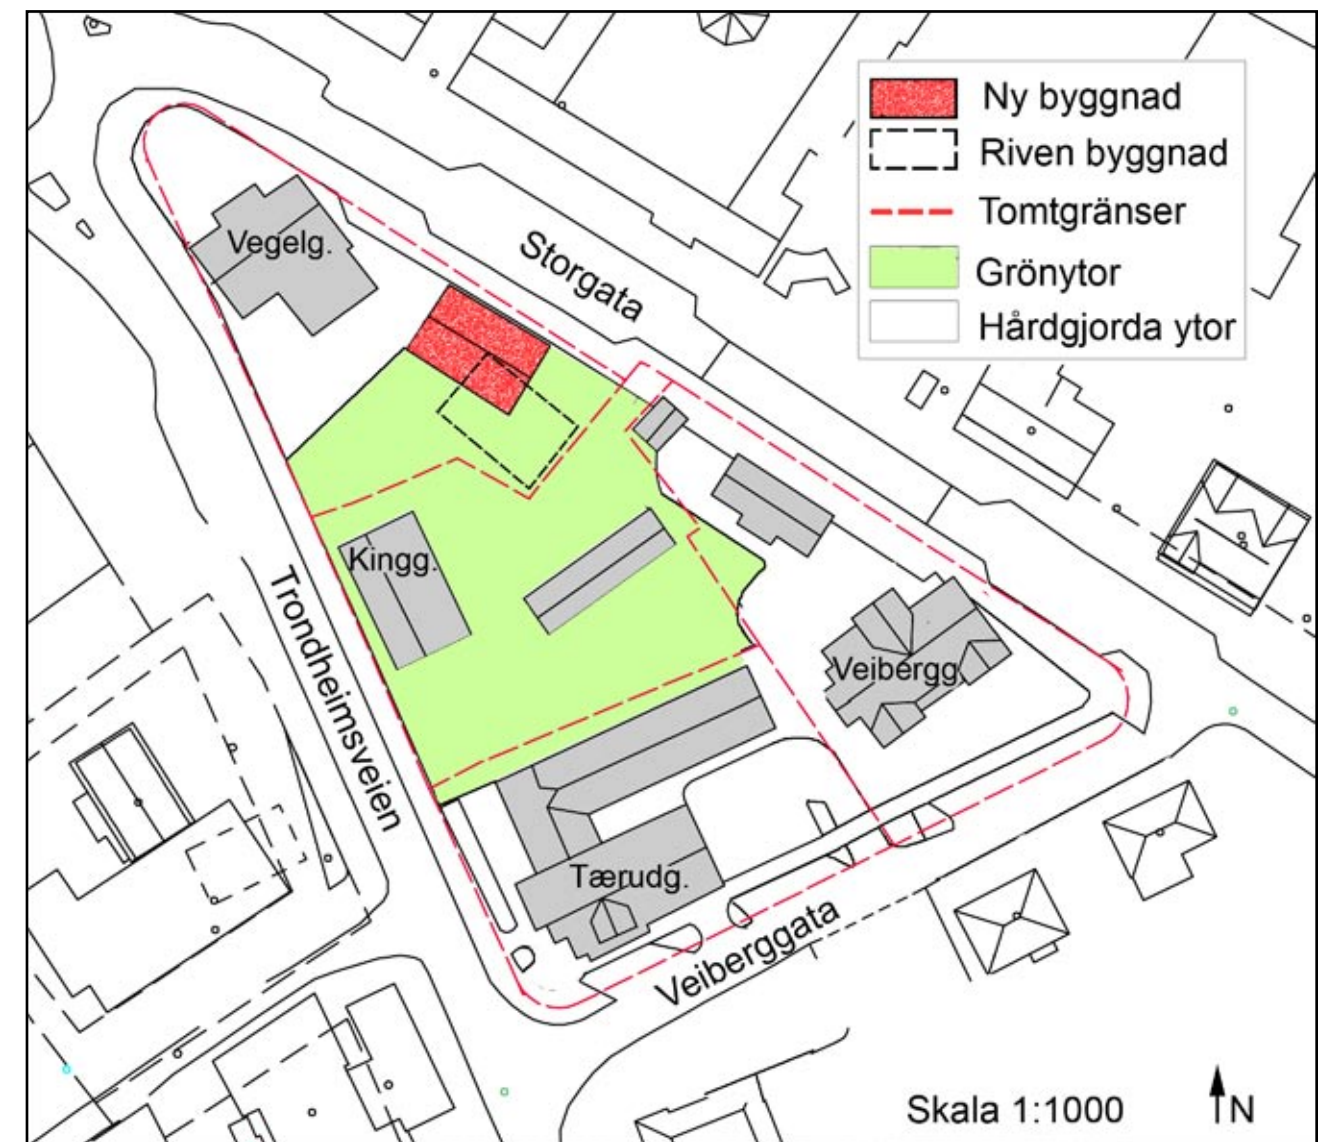 Ny byggnad
Riven byggnad
Tomtgränser
Grönytor
Hårdgjorda ytor
Vegelg.
Storgata
Kingg.
Trondheimsveien
Veibergg
Tærudg.
Veiberggata
Skala 1:1000
N